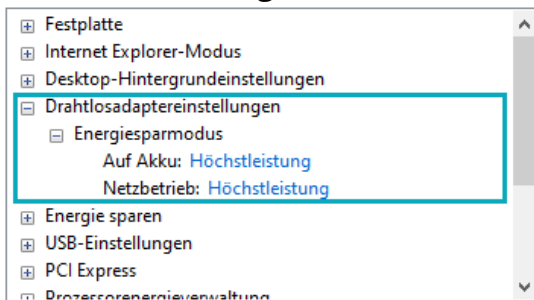 Festplatte
Internet Explorer-Modus
Desktop-Hintergrundeinstellungen
Drahtlosadaptereinstellungen
Energiesparmodus
Auf Akku: Höchstleistung
Netzbetrieb: Höchstleistung
Energie sparen
USB-Einstellungen
PCI Express
Prozessorenergieverwaltung